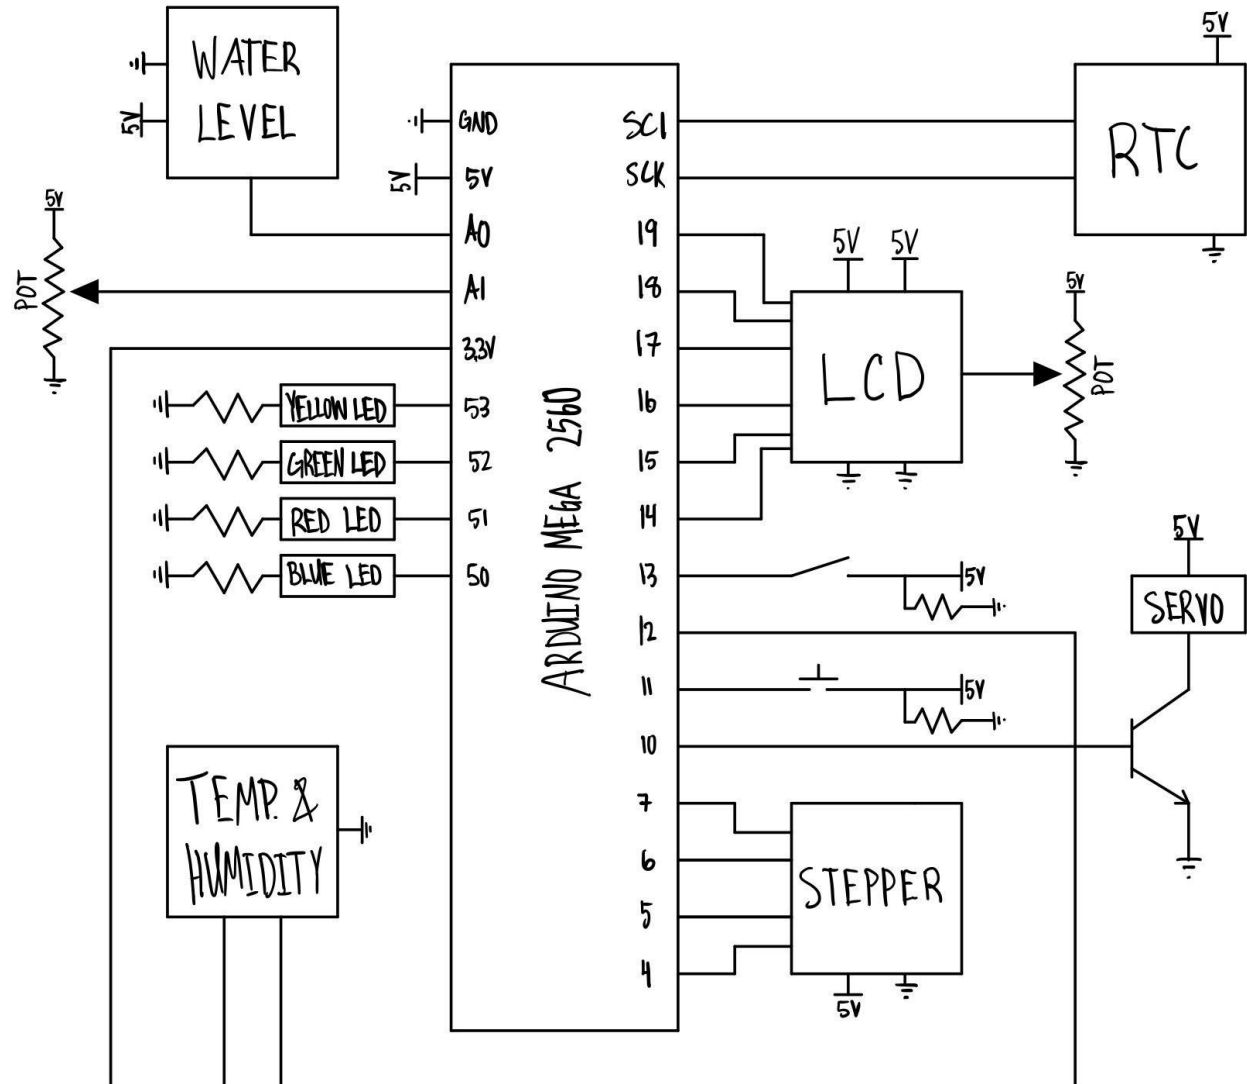 WATER
LEVEL
5V
5V
POT
GND
5V
A0
A1
3.3V
53
52
51
50
YELLOW LED
GREEN LED
RED LED
BLUE LED
TEMP. &
HUMIDITY
ARDUINO MEGA 2560
SCl
SCK
19
18
17
16
15
14
13
12
11
10
7
6
5
4
5V
RTC
5V
5V
LCD
5V
POT
5V
5V
5V
SERVO
STEPPER
5V